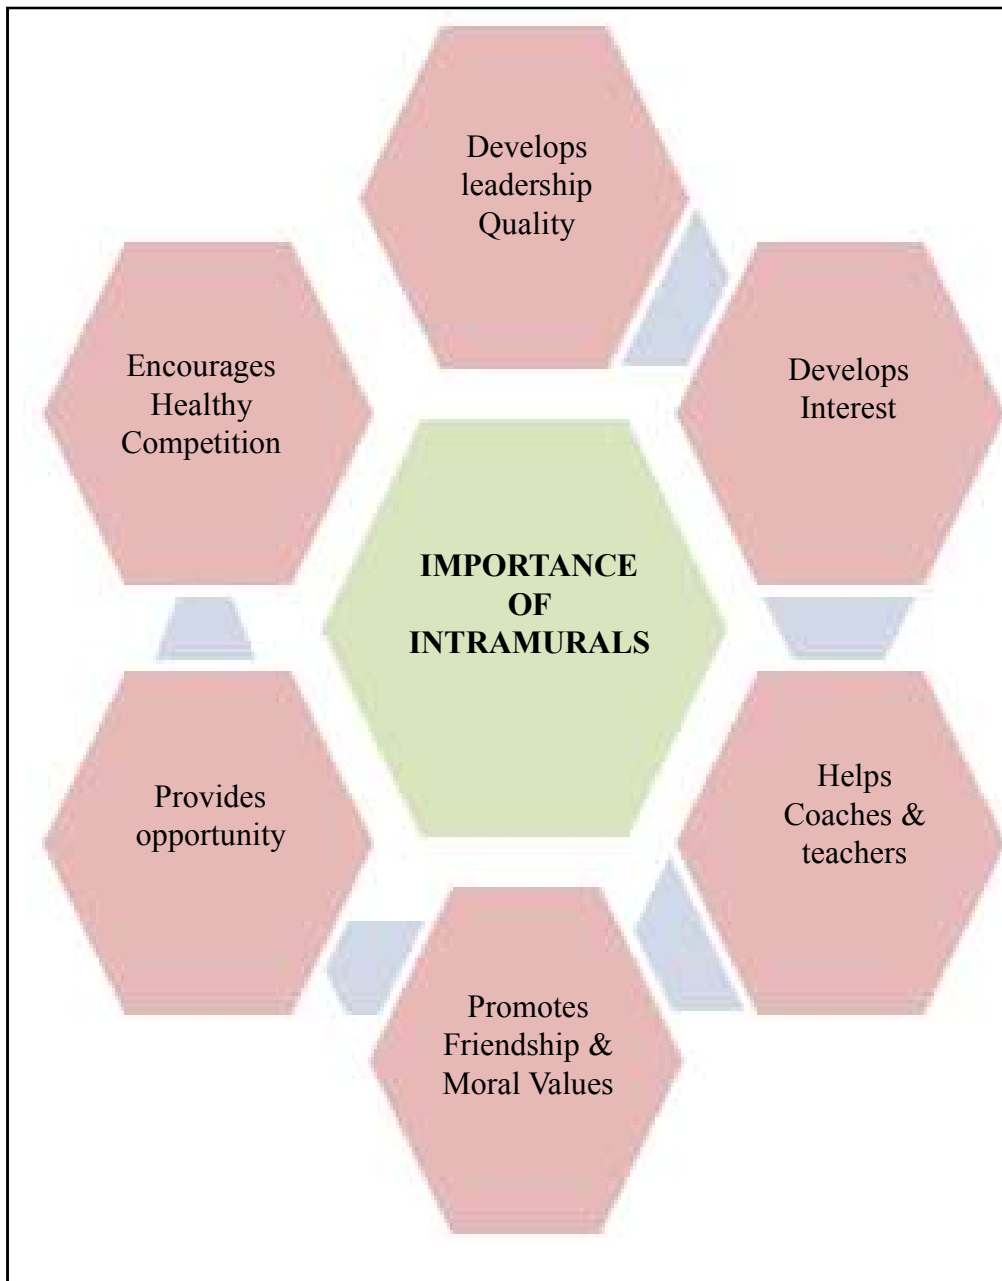 Develops
leadership
Quality
Encourages
Healthy
Competition
Develops
Interest
IMPORTANCE
OF
INTRAMURALS
Provides
opportunity
Helps
Coaches &
teachers
Promotes
Friendship &
Moral Values